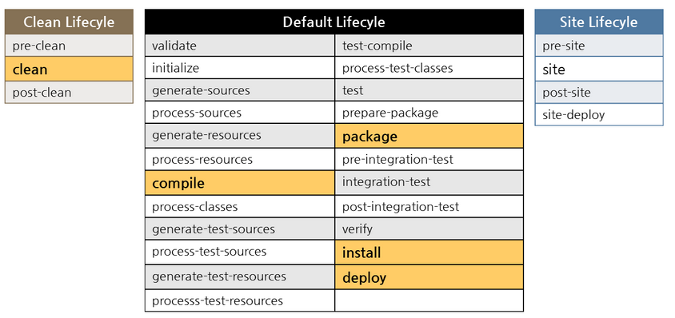 Clean Lifecyle
pre-clean
clean
post-clean
Default Lifecyle
validate
initialize
generate-sources
process-sources
generate-resources
process-resources
compile
process-classes
generate-test-sources
process-test-sources
generate-test-resources
processs-test-resources
test-compile
process-test-classes
test
prepare-package
package
pre-integration-test
integration-test
post-integration-test
verify
install
deploy
Site Lifecyle
pre-site
site
post-site
site-deploy